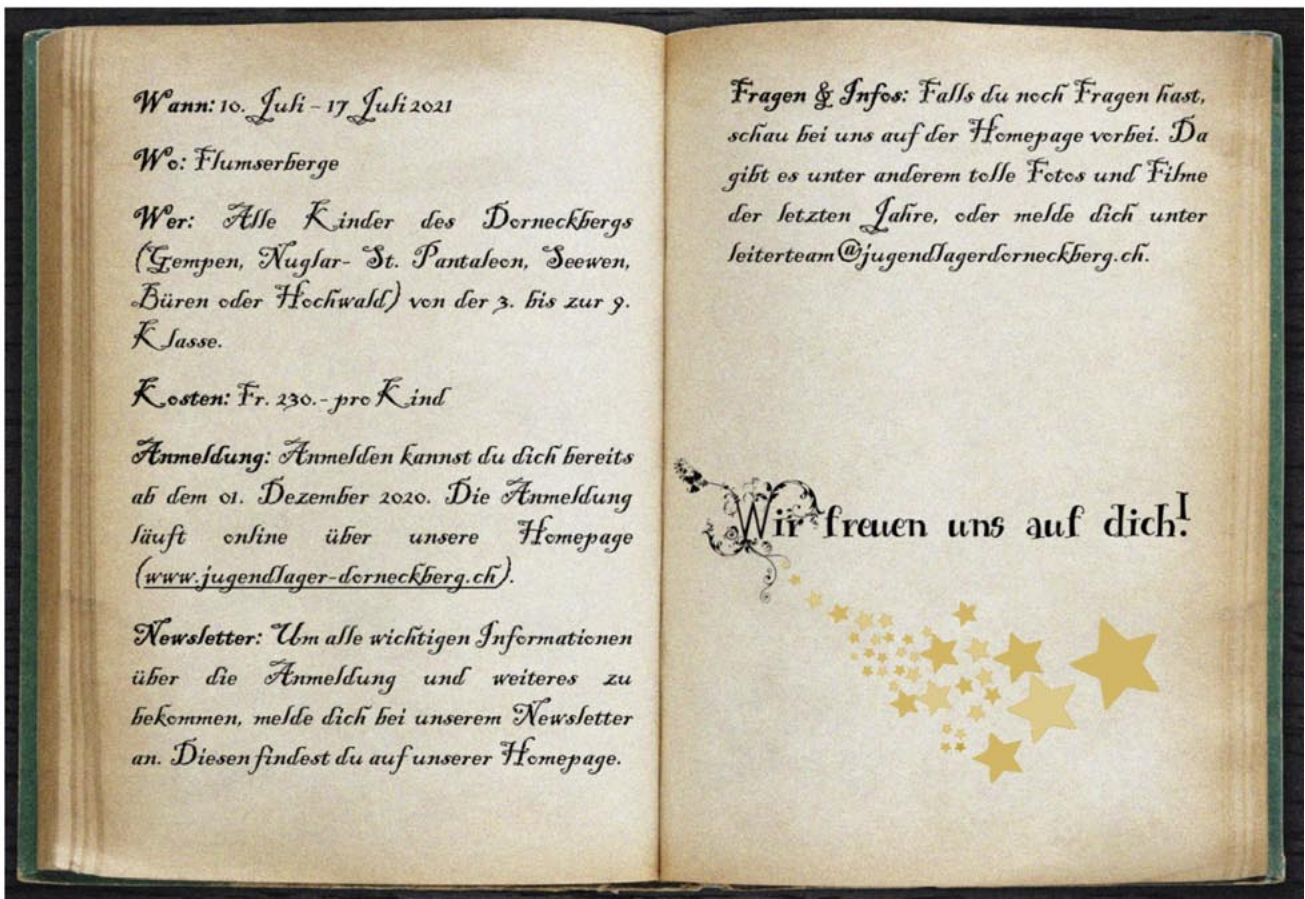 Wann: 10. Juli – 17 Juli 2021
Wo: Flumserberge
Wer: Alle Kinder des Dorneckbergs
(Gempen, Nuglar- St. Pantaleon, Seewen,
Büren oder Hochwald) von der 3. bis zur 9.
Klasse.
Kosten: Fr. 230.- pro Kind
Anmeldung: Anmelden kannst du dich bereits
ab dem 01. Dezember 2020. Die Anmeldung
läuft online über unsere Homepage
(www.jugendlager-dorneckberg.ch).
Newsletter: Um alle wichtigen Informationen
über die Anmeldung und weiteres zu
bekommen, melde dich bei unserem Newsletter
an. Diesen findest du auf unserer Homepage.
Fragen & Infos: Falls du noch Fragen hast,
schau bei uns auf der Homepage vorbei. Da
gibt es unter anderem tolle Fotos und Filme
der letzten Jahre, oder melde dich unter
leiterteam@jugendlagerdorneckberg.ch.
Wir freuen uns auf dich!